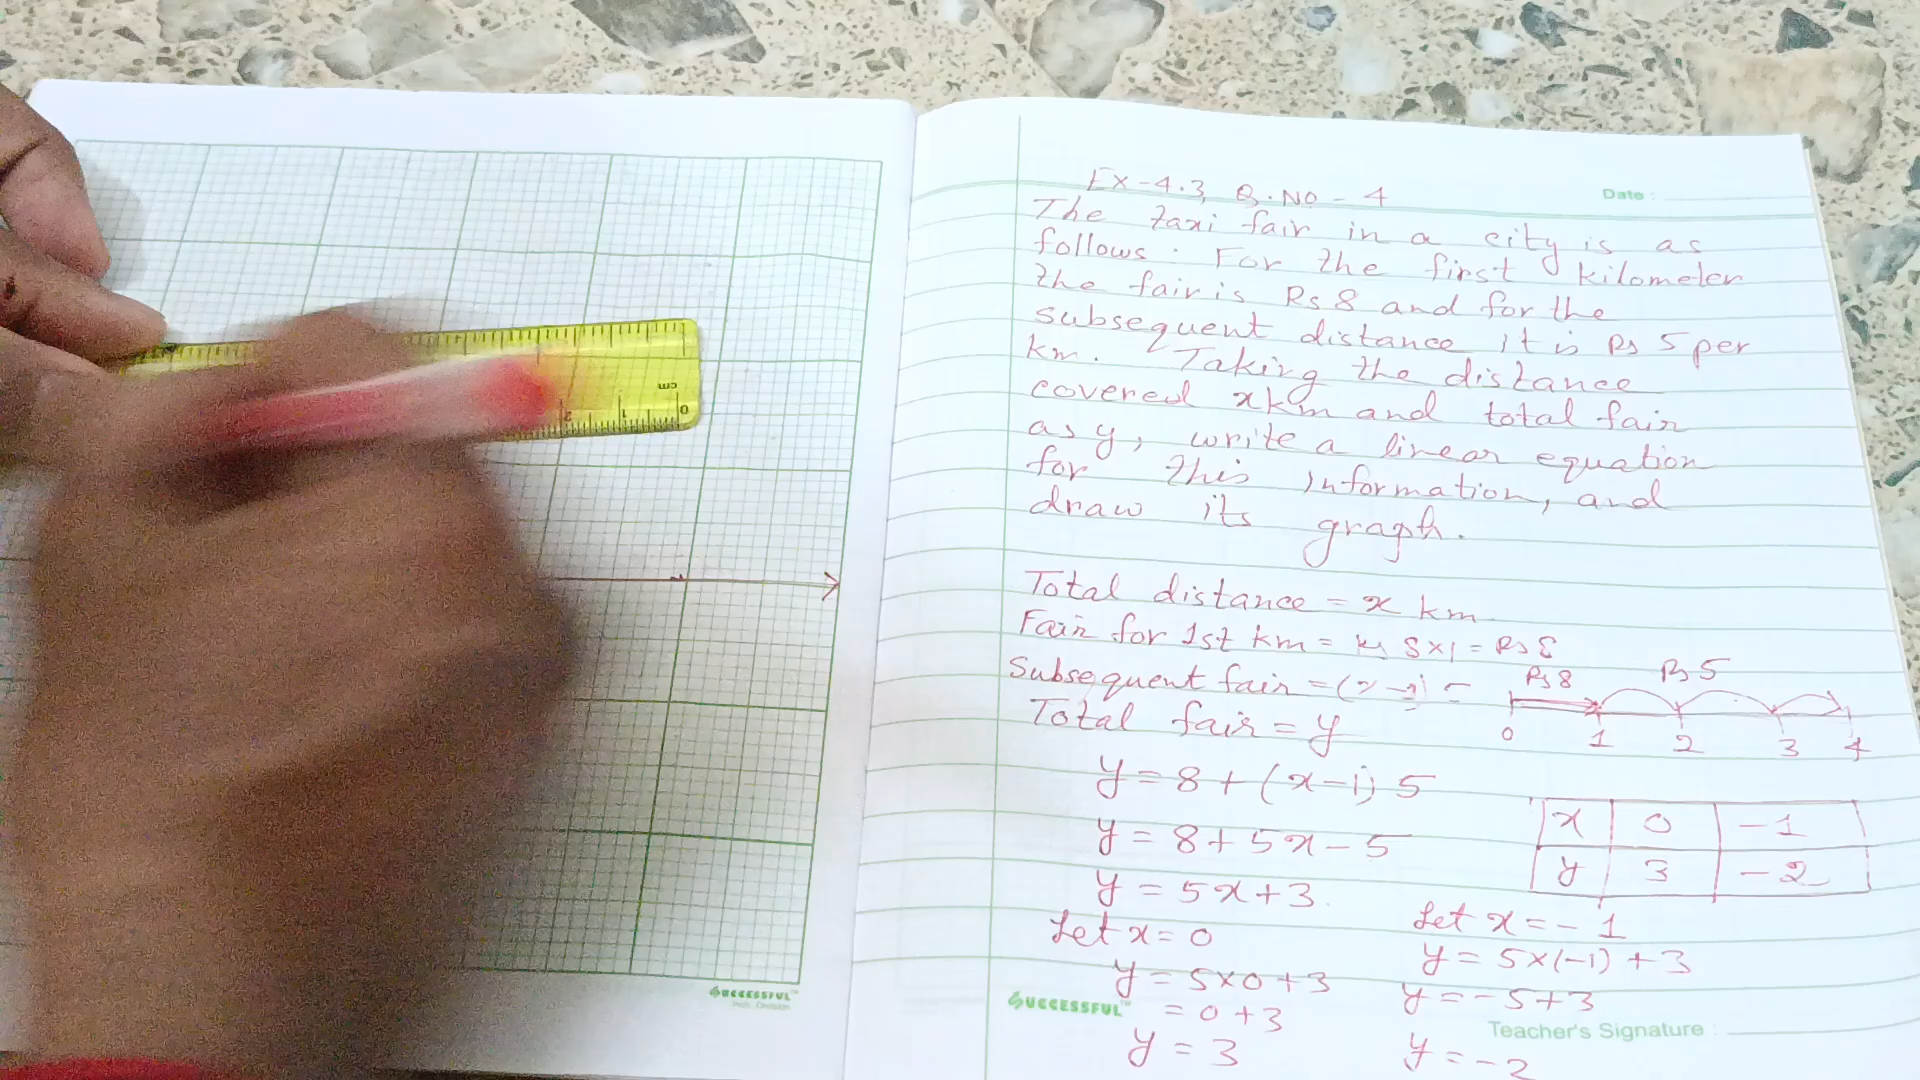 cm
2 1 0
SUCCESSFUL™
Date :
EX-4.3, Q.NO - 4
The taxi fair in a city is as
follows : For the first kilometer
the fair is Rs 8 and for the
subsequent distance it is Rs 5 per
km. Taking the distance
covered x km and total fair
as y, write a linear equation
for this information, and
draw its graph.
Total distance = x km
Fair for 1st km = Rs 8×1 = Rs 8
Subsequent fair = (x-1) 5
Rs 8 Rs 5
Total fair = y
0 1 2 3 4
y = 8 + (x-1) 5
y = 8 + 5x - 5
y = 5x + 3
x 0 -1
y 3 -2
Let x = 0
y = 5×0+3
= 0+3
y = 3
Let x = -1
y = 5×(-1)+3
y = -5+3
y = -2
SUCCESSFUL™
Teacher's Signature :